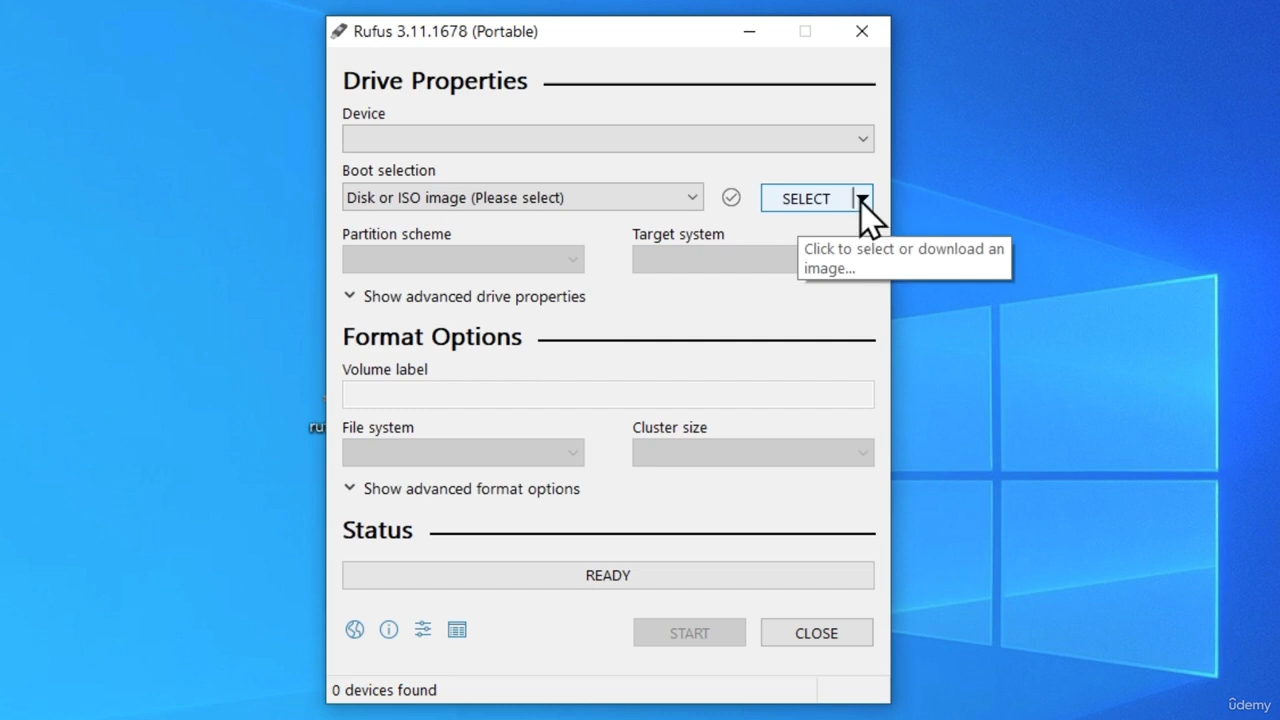 Rufus 3.11.1678 (Portable)
Drive Properties
Device
Boot selection
Disk or ISO image (Please select)
SELECT
Partition scheme
Target system
Click to select or download an
image...
Show advanced drive properties
Format Options
Volume label
ru
File system
Cluster size
Show advanced format options
Status
READY
START
CLOSE
0 devices found
ûdemy